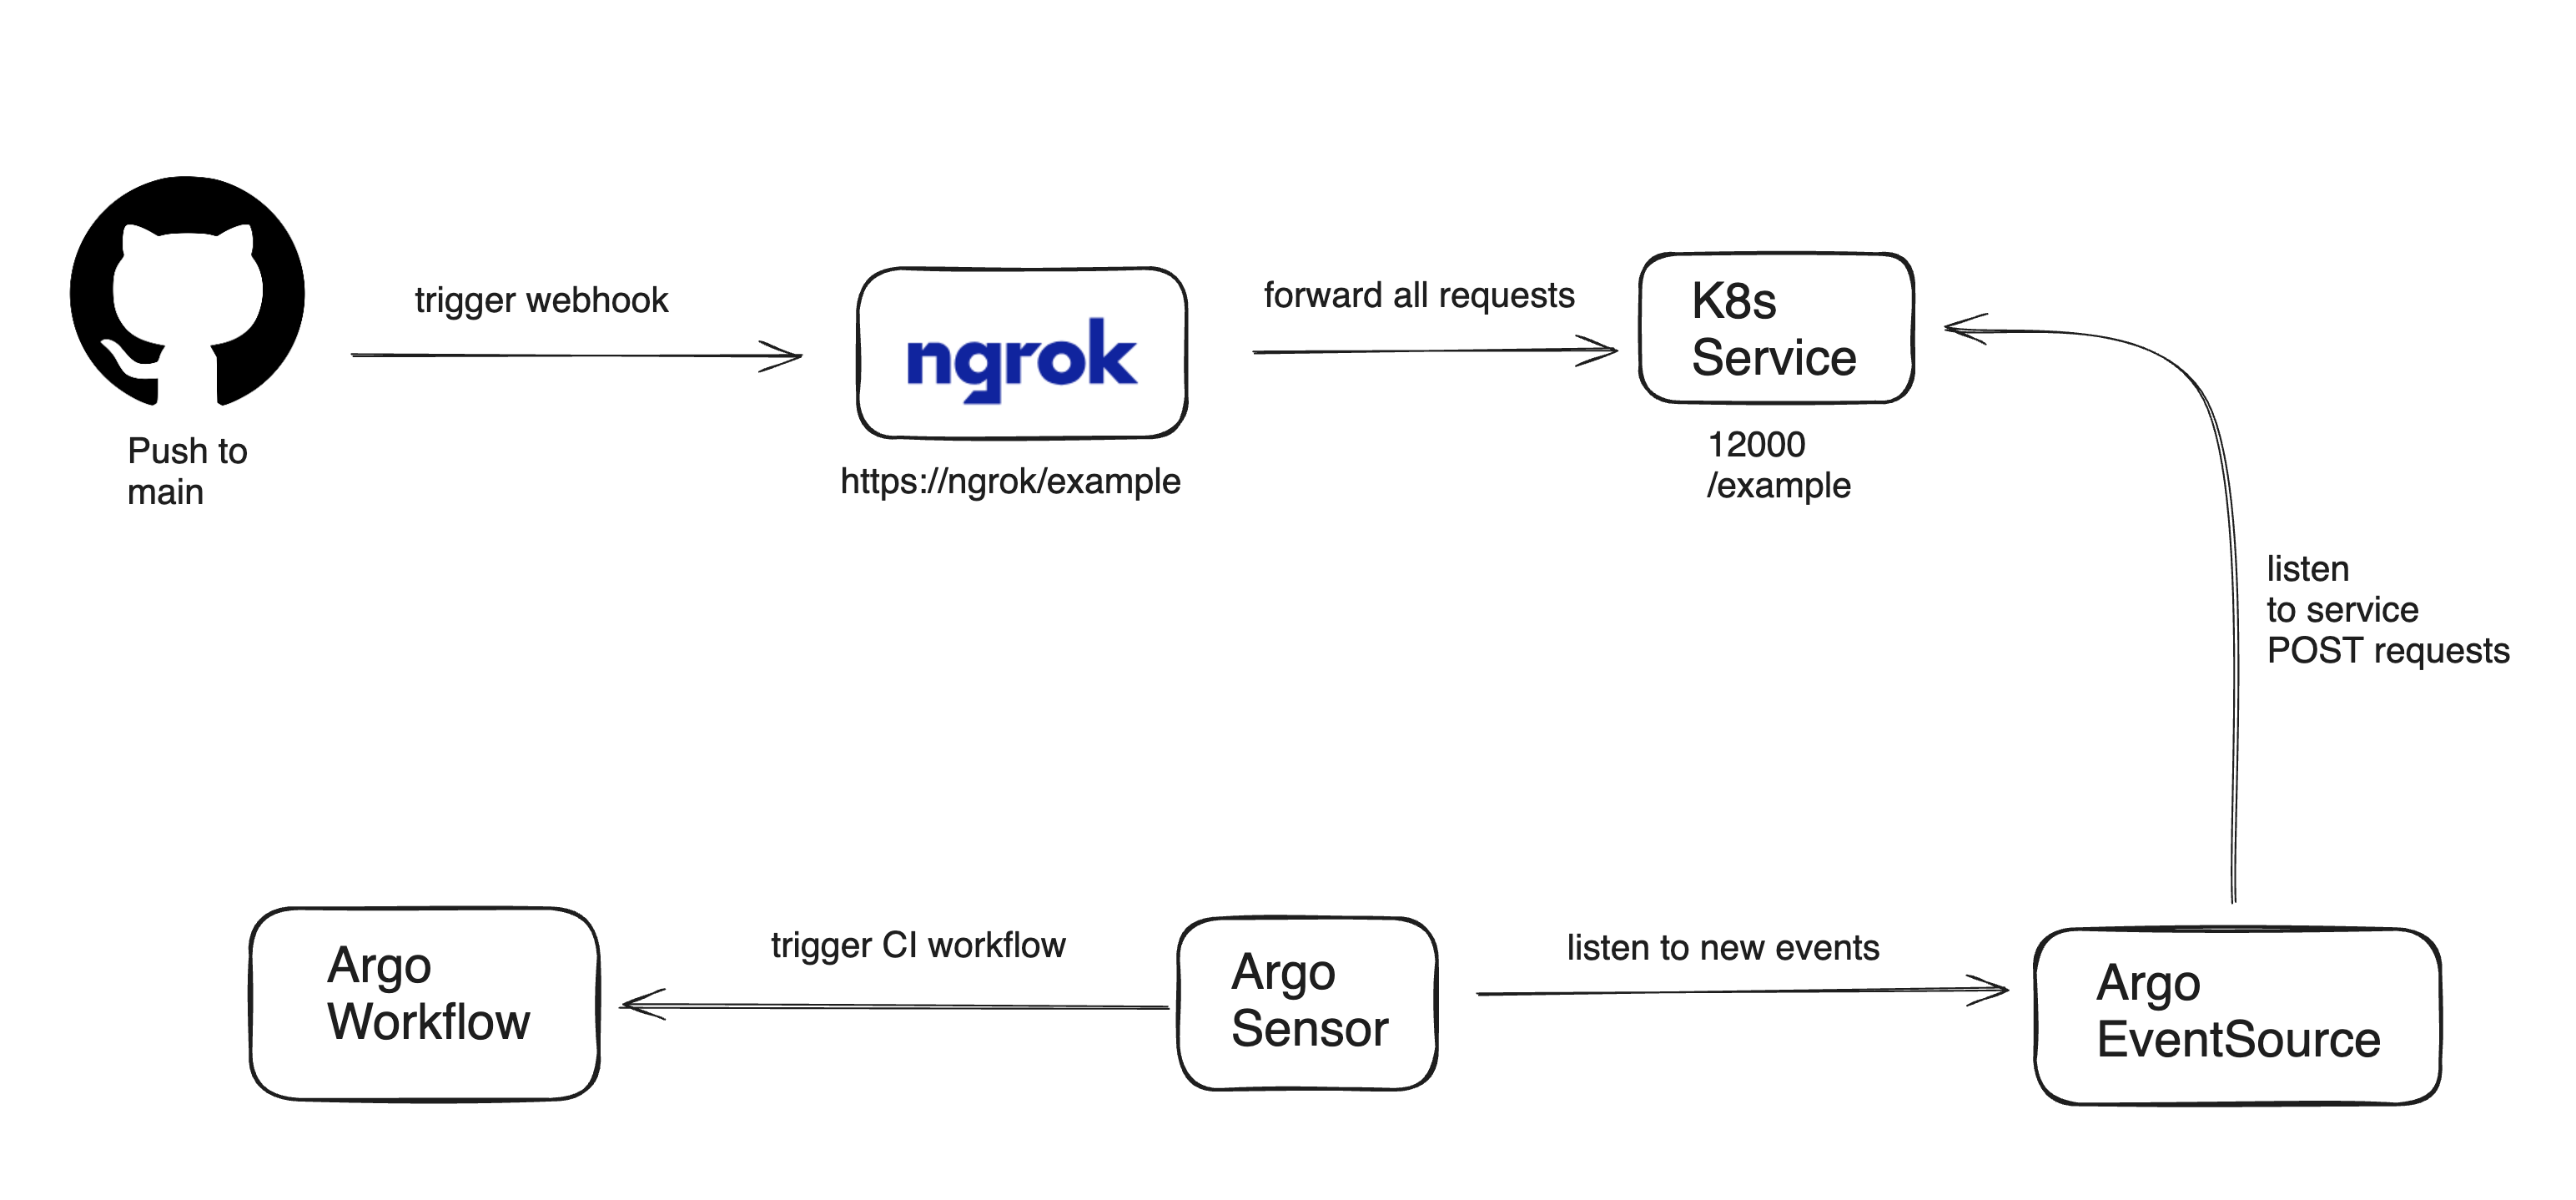 trigger webhook
forward all requests
K8s
Service
ngrok
Push to
main
https://ngrok/example
12000
/example
listen
to service
POST requests
Argo
Workflow
trigger CI workflow
Argo
Sensor
listen to new events
Argo
EventSource